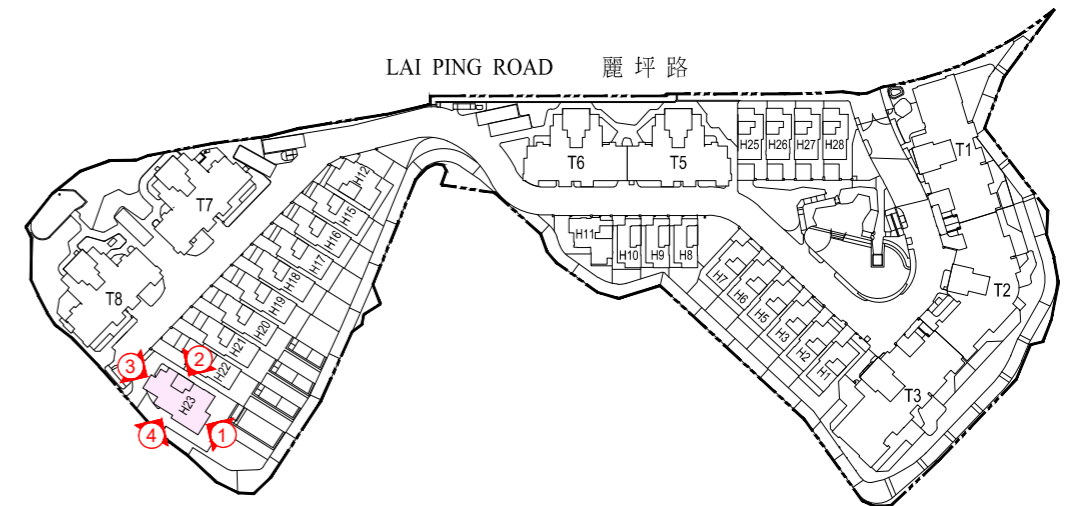 LAI PING ROAD 麗坪路
T1
T2
T3
T5
T6
T7
T8
H25
H26
H27
H28
H12
H15
H16
H17
H18
H19
H20
H21
H22
H23
H11
H10
H9
H8
H7
H6
H5
H3
H2
H1
3
2
4
1